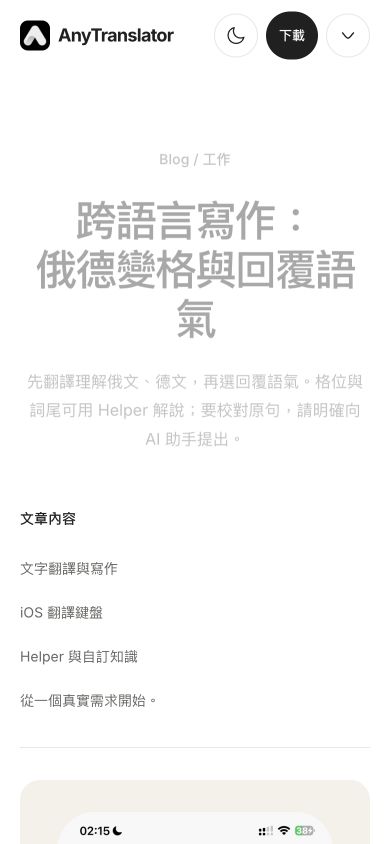 AnyTranslator
下載
Blog / 工作
跨語言寫作：
俄德變格與回覆語
氣
先翻譯理解俄文、德文，再選回覆語氣。格位與
詞尾可用 Helper 解說；要校對原句，請明確向
AI 助手提出。
文章內容
文字翻譯與寫作
iOS 翻譯鍵盤
Helper 與自訂知識
從一個真實需求開始。
02:15
38